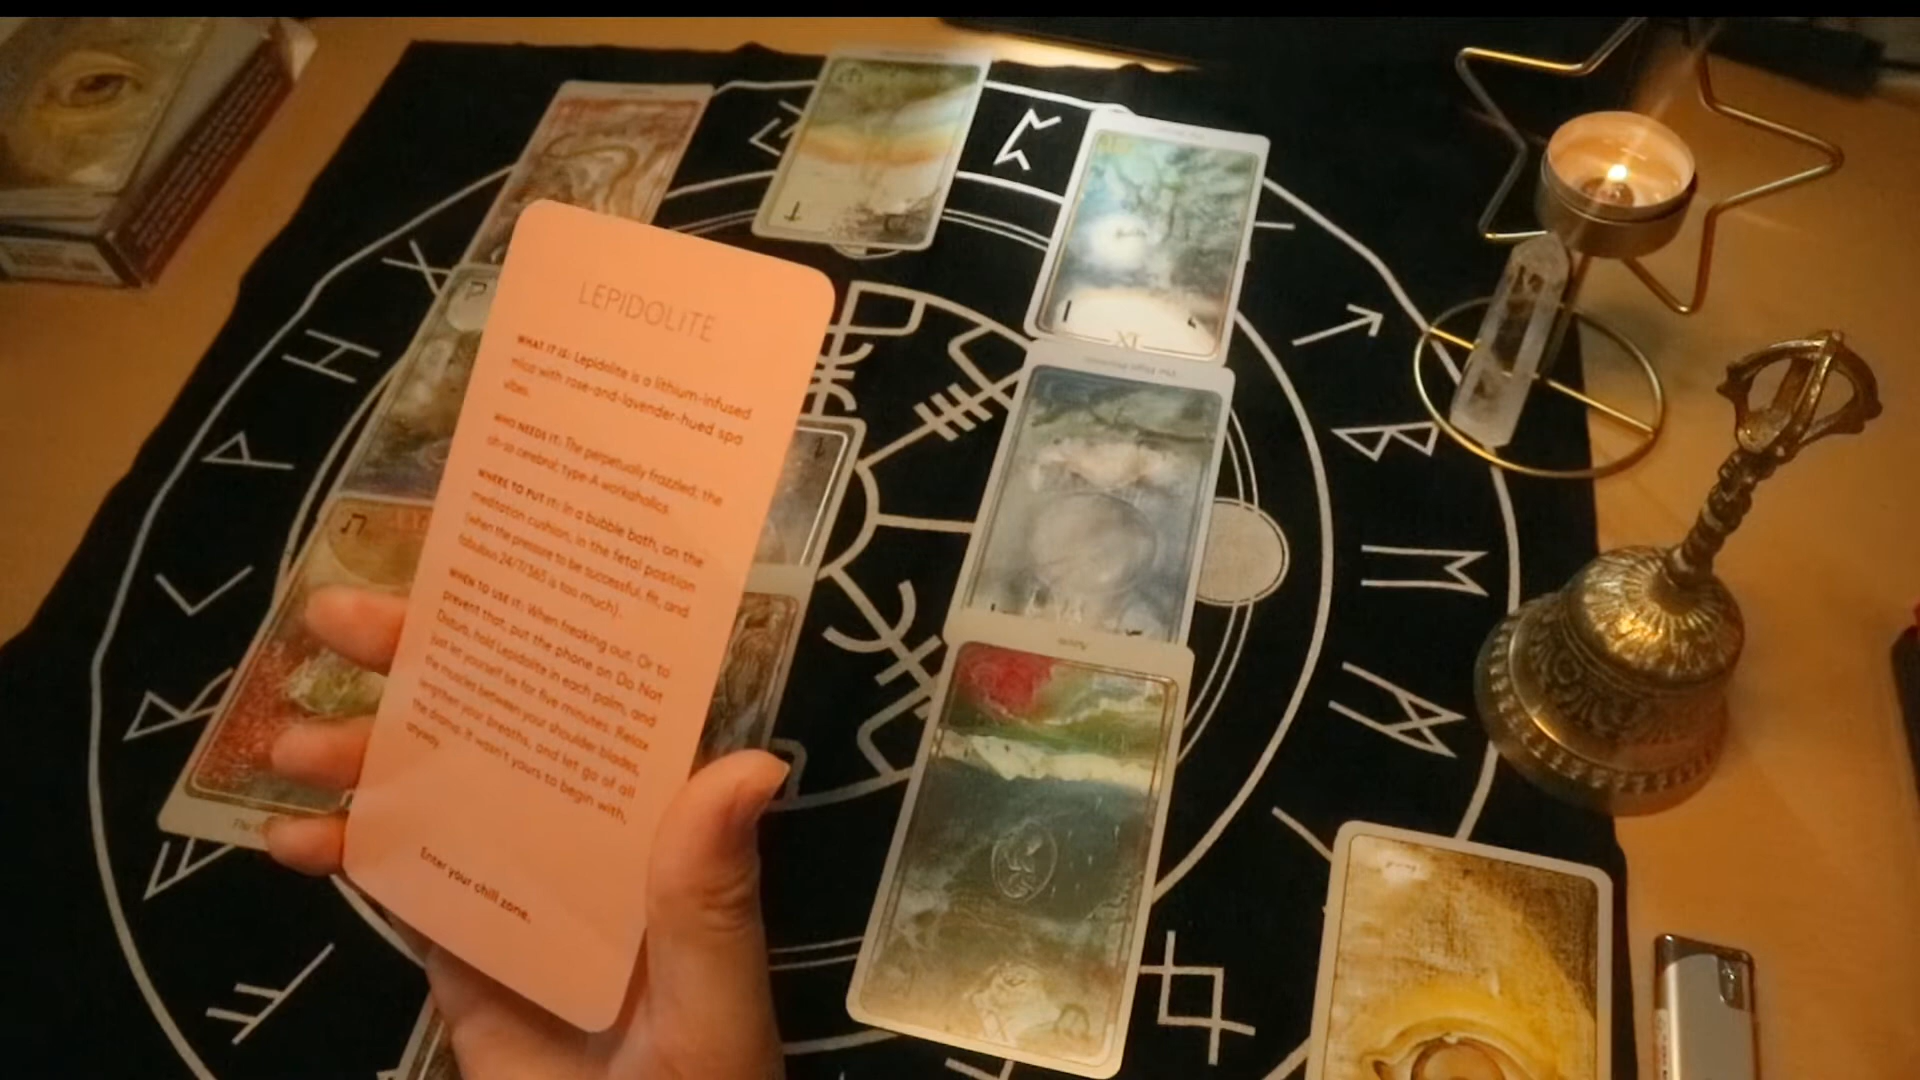 LEPIDOLITE
WHAT IT IS: Lepidolite is a lithium-infused
mica with rose-and-lavender-hued spa
vibes.
WHO NEEDS IT: The perpetually frazzled; the
oh-so cerebral; type-A workaholics.
WHERE TO PUT IT: In a bubble bath, on the
meditation cushion, in the fetal position
(when the pressure to be successful, fit, and
fabulous 24/7/365 is too much).
WHEN TO USE IT: When freaking out. Or to
prevent that, put the phone on Do Not
Disturb, hold Lepidolite in each palm, and
just let yourself be for five minutes. Relax
the muscles between your shoulder blades,
lengthen your breaths, and let go of all
the drama. It wasn't yours to begin with,
anyway.
Enter your chill zone.
XI